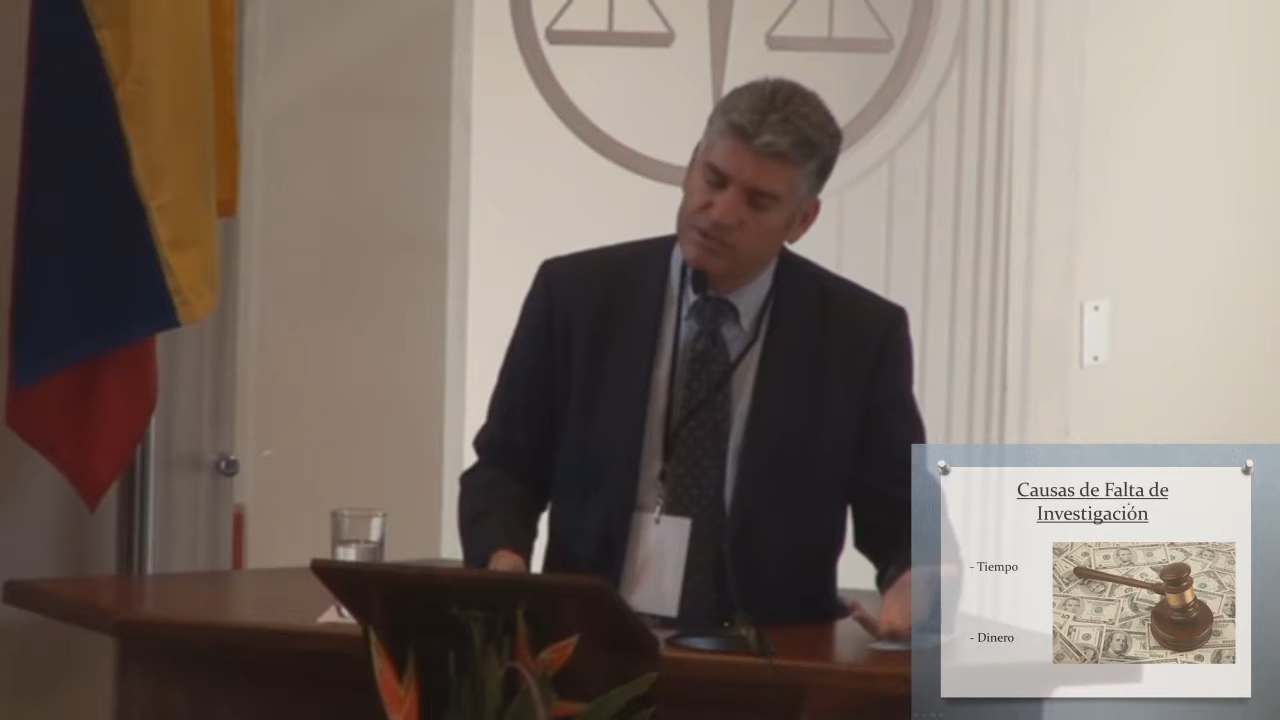 Causas de Falta de
Investigación
- Tiempo
- Dinero